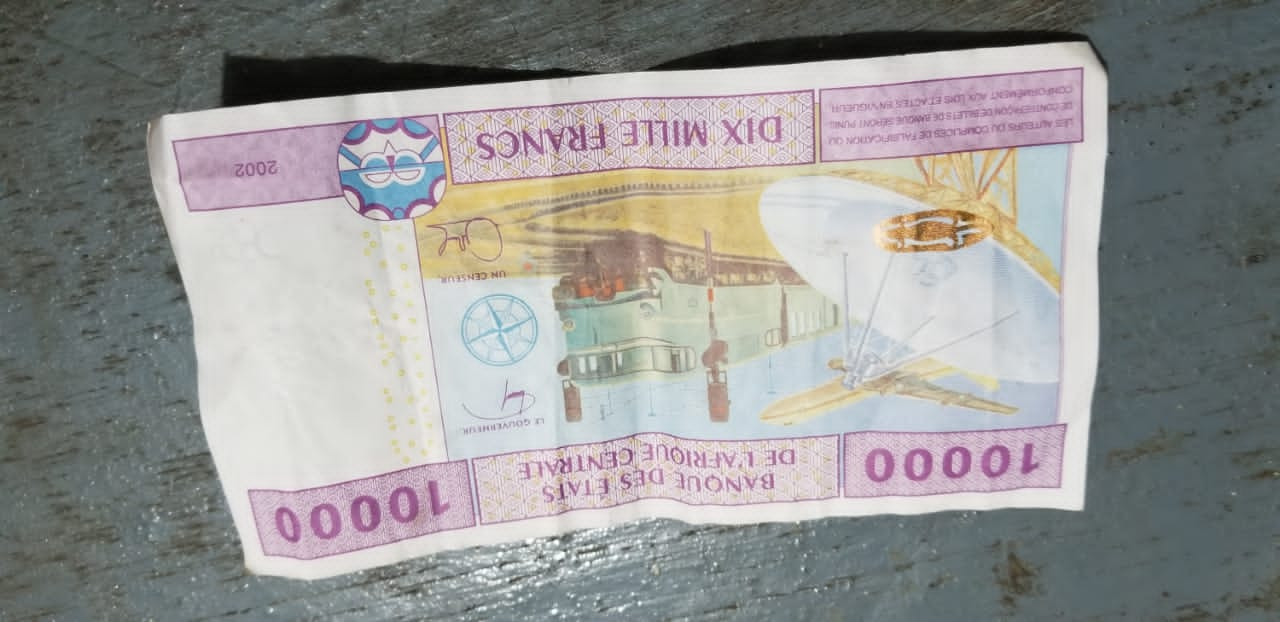 10000
BANQUE DES ÉTATS
DE L'AFRIQUE CENTRALE
10000
LE GOUVERNEUR
UN CENSEUR
LES AUTEURS OU COMPLICES DE FALSIFICATION OU
DE CONTREFAÇON DE BILLETS DE BANQUE SERONT PUNIS
CONFORMÉMENT AUX LOIS ET ACTES EN VIGUEUR.
DIX MILLE FRANCS
2002